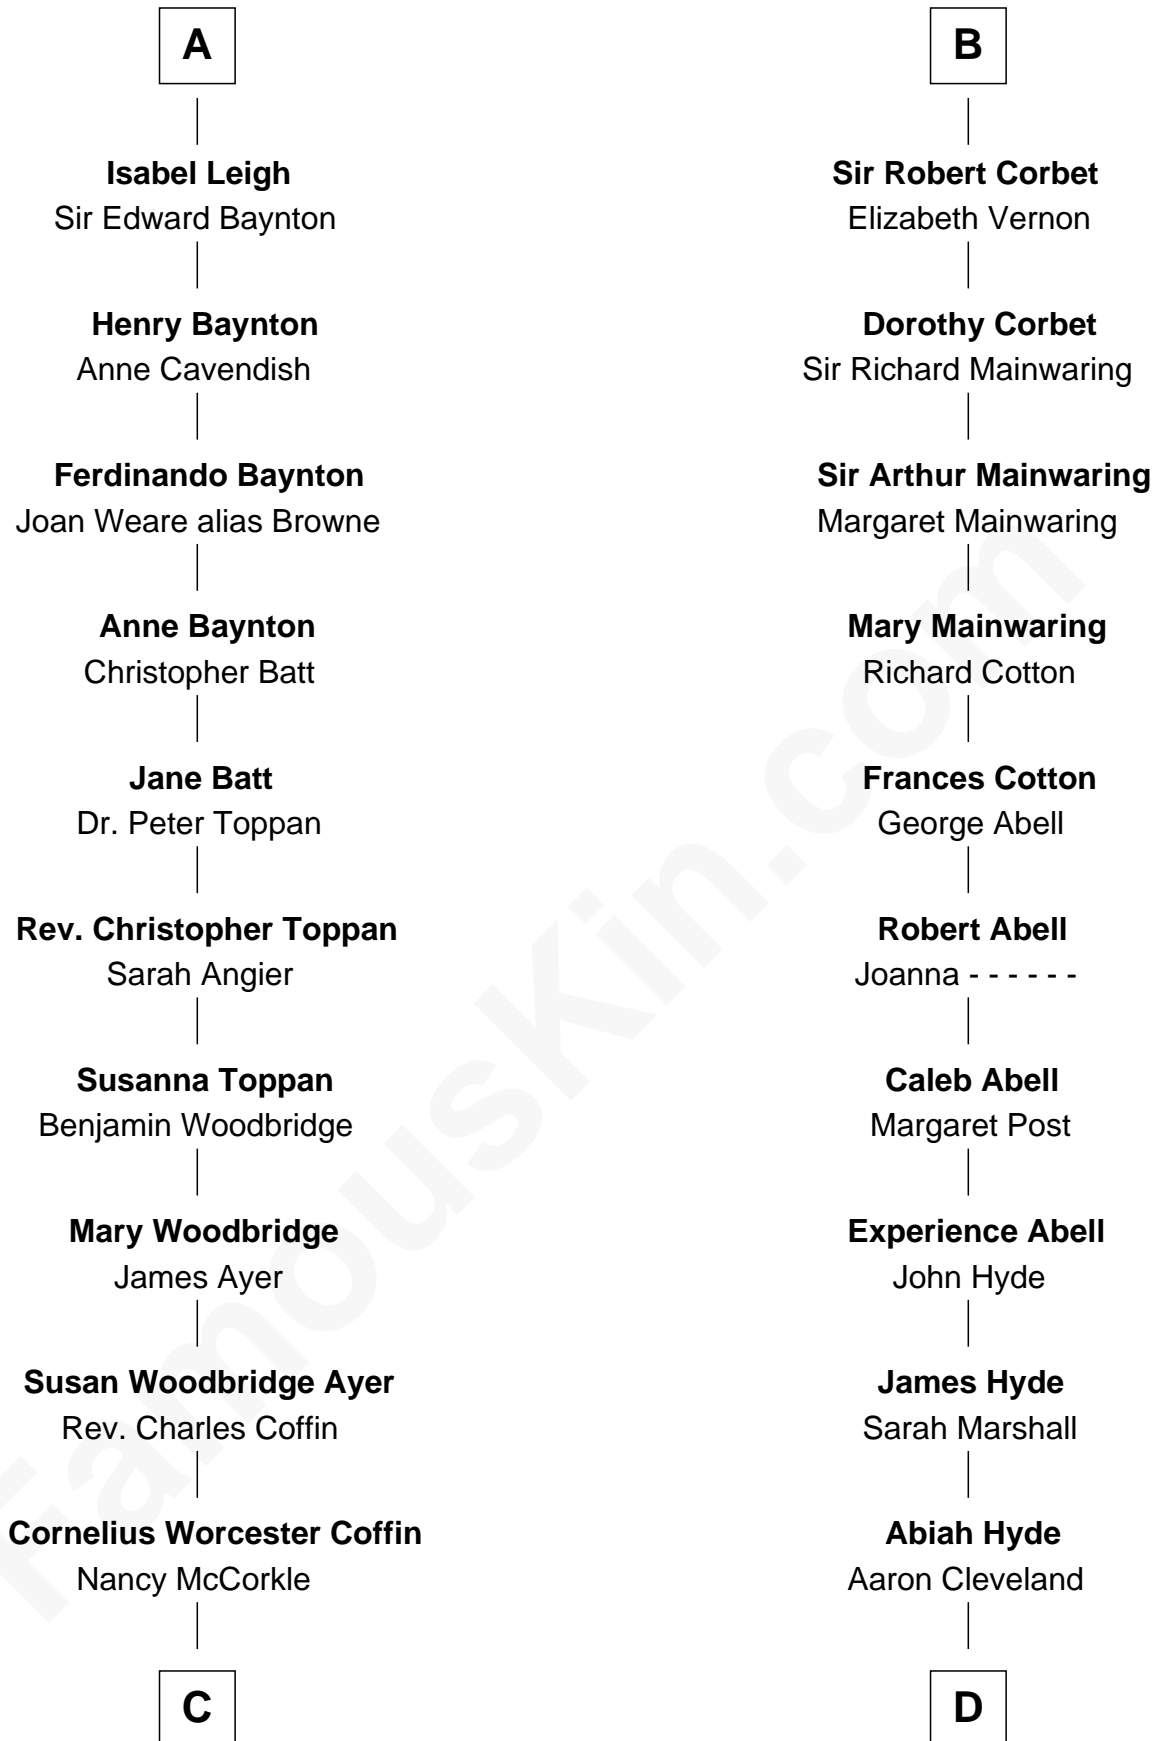 A
Isabel Leigh
Sir Edward Baynton
Henry Baynton
Anne Cavendish
Ferdinando Baynton
Joan Weare alias Browne
Anne Baynton
Christopher Batt
Jane Batt
Dr. Peter Toppan
Rev. Christopher Toppan
Sarah Angier
Susanna Toppan
Benjamin Woodbridge
Mary Woodbridge
James Ayer
Susan Woodbridge Ayer
Rev. Charles Coffin
Cornelius Worcester Coffin
Nancy McCorkle
C
B
Sir Robert Corbet
Elizabeth Vernon
Dorothy Corbet
Sir Richard Mainwaring
Sir Arthur Mainwaring
Margaret Mainwaring
Mary Mainwaring
Richard Cotton
Frances Cotton
George Abell
Robert Abell
Joanna - - - - - -
Caleb Abell
Margaret Post
Experience Abell
John Hyde
James Hyde
Sarah Marshall
Abiah Hyde
Aaron Cleveland
D
FamousKin.com